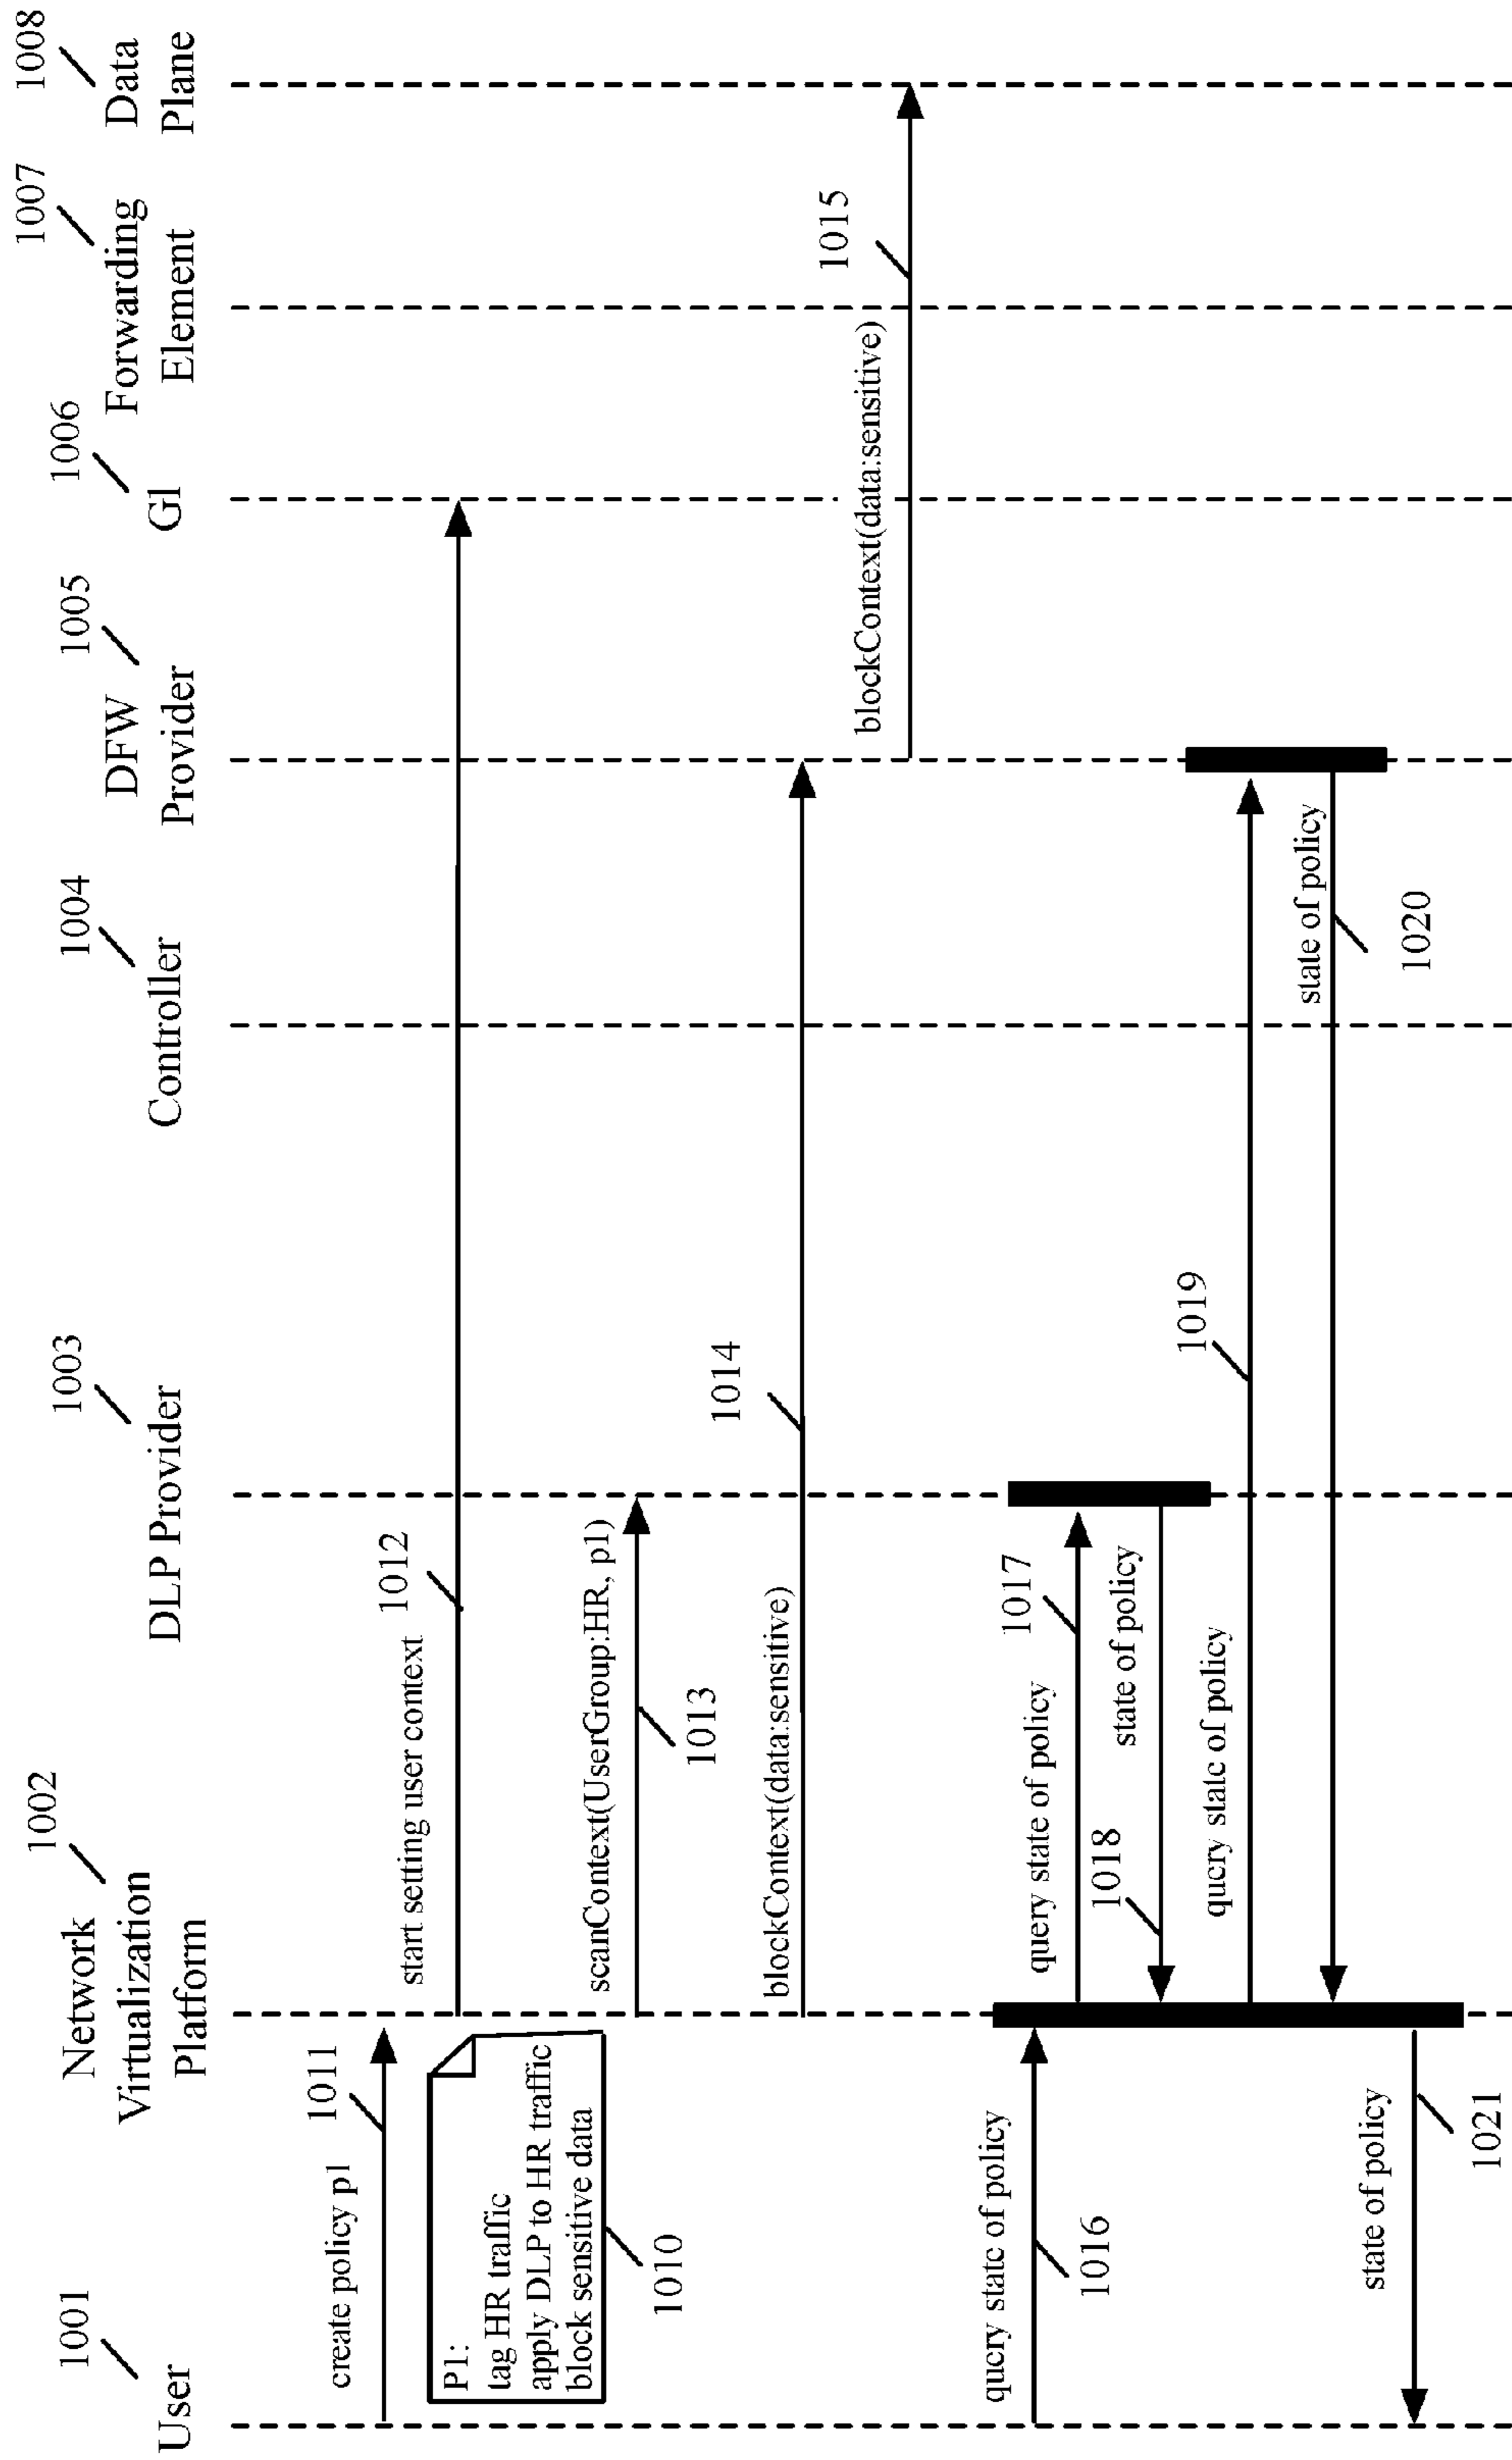 1001
User
1002
Network
Virtualization
Platform
1003
DLP Provider
1004
Controller
1005
DFW
Provider
1006
GI
1007
Forwarding
Element
1008
Data
Plane
create policy p1
1011
P1:
tag HR traffic
apply DLP to HR traffic
block sensitive data
1010
start setting user context
1012
scanContext(UserGroup:HR, p1)
1013
blockContext(data:sensitive)
1014
blockContext(data:sensitive)
1015
query state of policy
1016
query state of policy
1017
state of policy
1018
query state of policy
1019
state of policy
1020
state of policy
1021